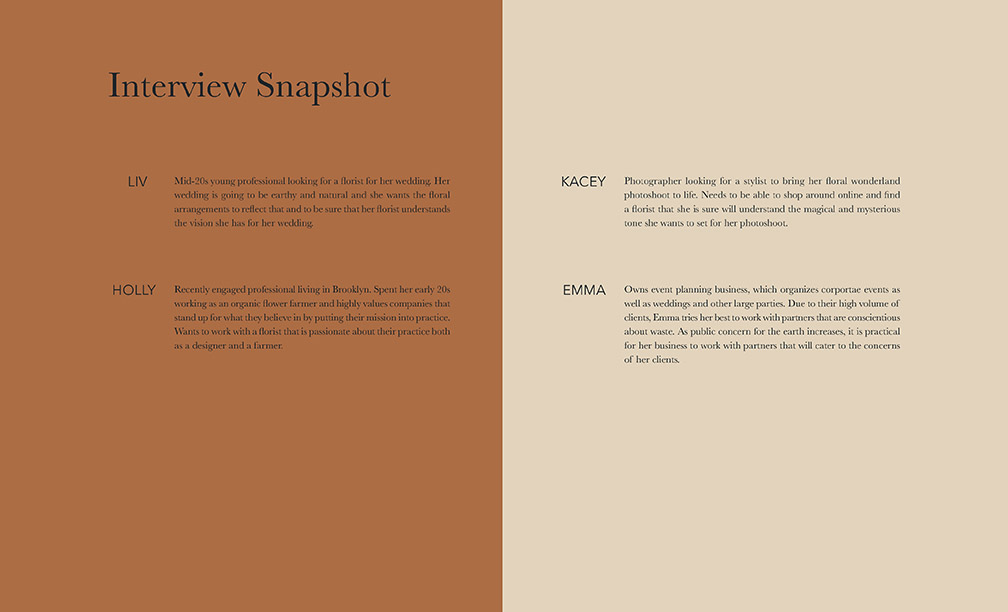 Interview Snapshot
LIV
Mid-20s young professional looking for a florist for her wedding. Her
wedding is going to be earthy and natural and she wants the floral
arrangements to reflect that and to be sure that her florist understands
the vision she has for her wedding.
HOLLY
Recently engaged professional living in Brooklyn. Spent her early 20s
working as an organic flower farmer and highly values companies that
stand up for what they believe in by putting their mission into practice.
Wants to work with a florist that is passionate about their practice both
as a designer and a farmer.
KACEY
Photographer looking for a stylist to bring her floral wonderland
photoshoot to life. Needs to be able to shop around online and find
a florist that she is sure will understand the magical and mysterious
tone she wants to set for her photoshoot.
EMMA
Owns event planning business, which organizes corportae events as
well as weddings and other large parties. Due to their high volume of
clients, Emma tries her best to work with partners that are conscientious
about waste. As public concern for the earth increases, it is practical
for her business to work with partners that will cater to the concerns
of her clients.